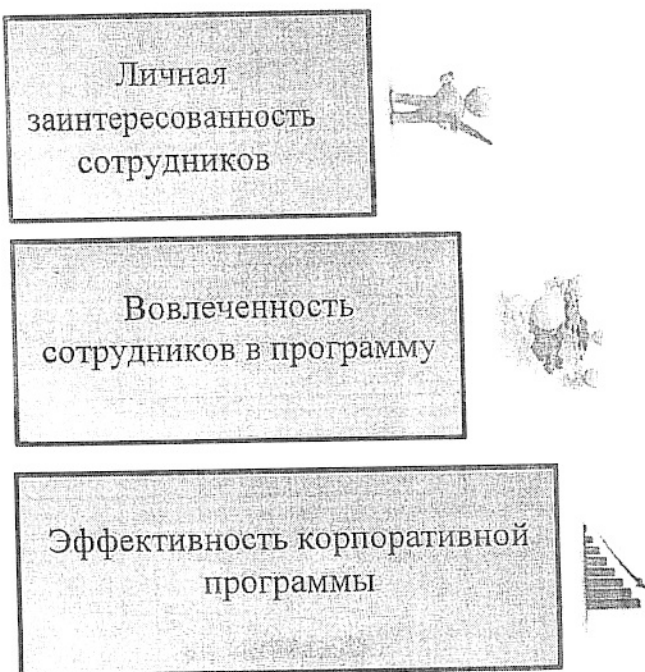 Личная
заинтересованность
сотрудников
Вовлеченность
сотрудников в программу
Эффективность корпоративной
программы